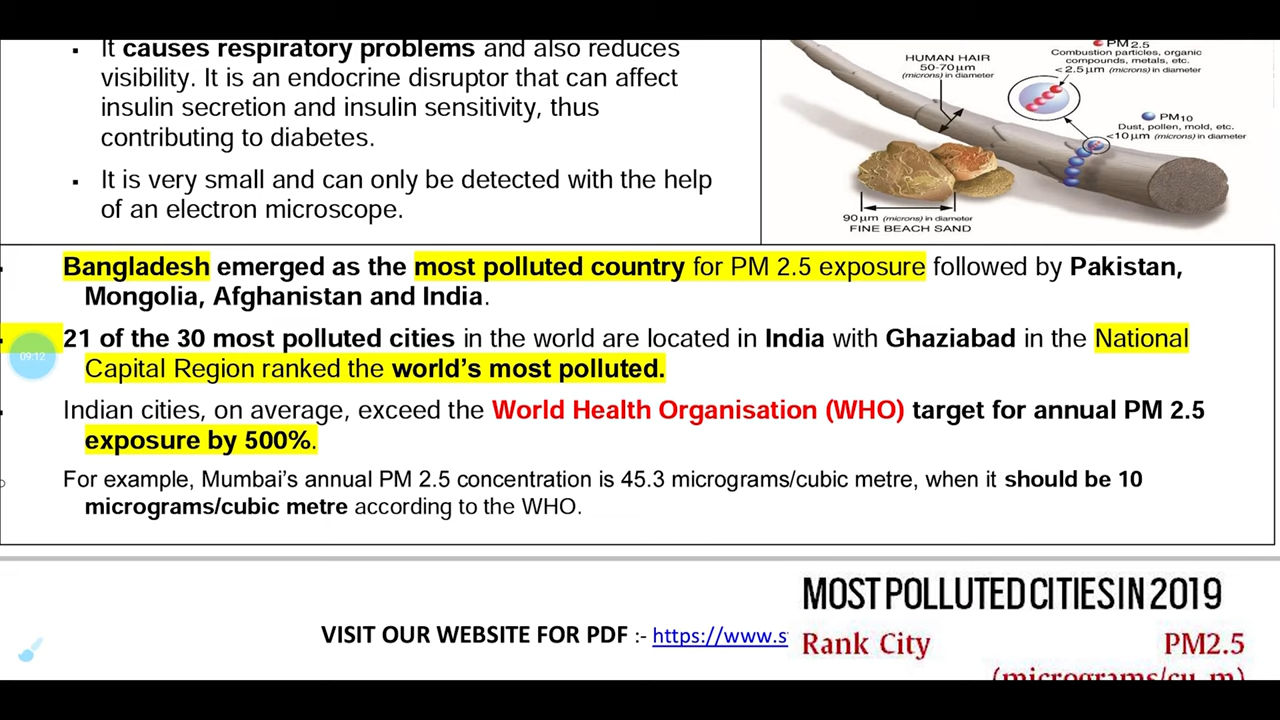 ▪ It causes respiratory problems and also reduces
visibility. It is an endocrine disruptor that can affect
insulin secretion and insulin sensitivity, thus
contributing to diabetes.
▪ It is very small and can only be detected with the help
of an electron microscope.
HUMAN HAIR
50-70μm
(microns) in diameter
PM2.5
Combustion particles, organic
compounds, metals, etc.
<2.5μm (microns) in diameter
PM10
Dust, pollen, mold, etc.
<10μm (microns) in diameter
90μm (microns) in diameter
FINE BEACH SAND
Bangladesh emerged as the most polluted country for PM 2.5 exposure followed by Pakistan,
Mongolia, Afghanistan and India.
21 of the 30 most polluted cities in the world are located in India with Ghaziabad in the National
Capital Region ranked the world's most polluted.
09:12
Indian cities, on average, exceed the World Health Organisation (WHO) target for annual PM 2.5
exposure by 500%.
For example, Mumbai's annual PM 2.5 concentration is 45.3 micrograms/cubic metre, when it should be 10
micrograms/cubic metre according to the WHO.
VISIT OUR WEBSITE FOR PDF :- https://www.s
MOST POLLUTED CITIES IN 2019
Rank City PM2.5
(micrograms/cu m)